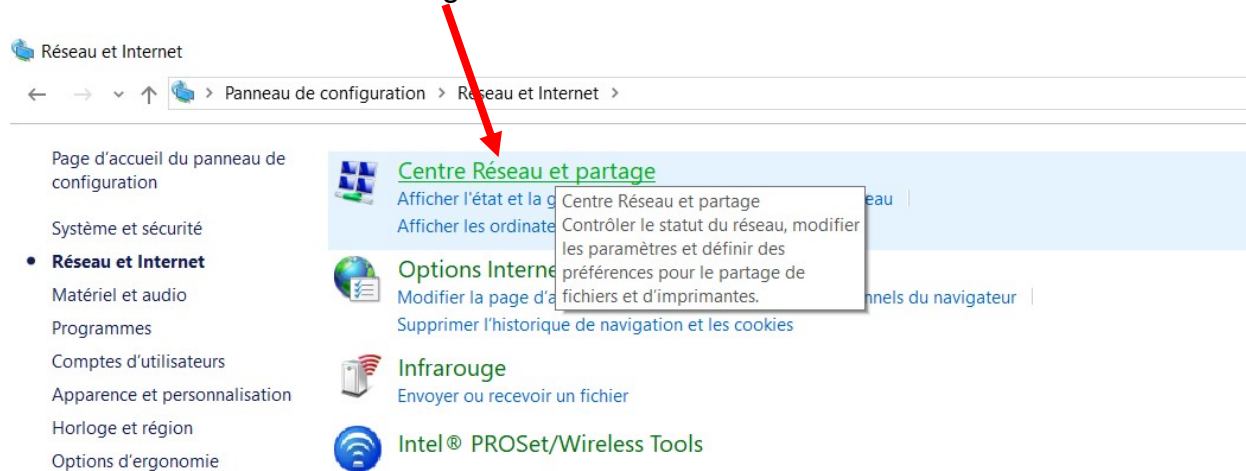 Réseau et Internet
Panneau de configuration > Réseau et Internet >
Page d'accueil du panneau de
configuration
Système et sécurité
Réseau et Internet
Matériel et audio
Programmes
Comptes d'utilisateurs
Apparence et personnalisation
Horloge et région
Options d'ergonomie
Centre Réseau et partage
Afficher l'état et la
eau
Afficher les
Centre Réseau et partage
Contrôler le statut du réseau, modifier
les paramètres et définir des
préférences pour le partage de
fichiers et d'imprimantes.
Options
Modifier la page
du navigateur
Supprimer l'historique de navigation et les cookies
Infrarouge
Envoyer ou recevoir un fichier
Intel® PROSet/Wireless Tools